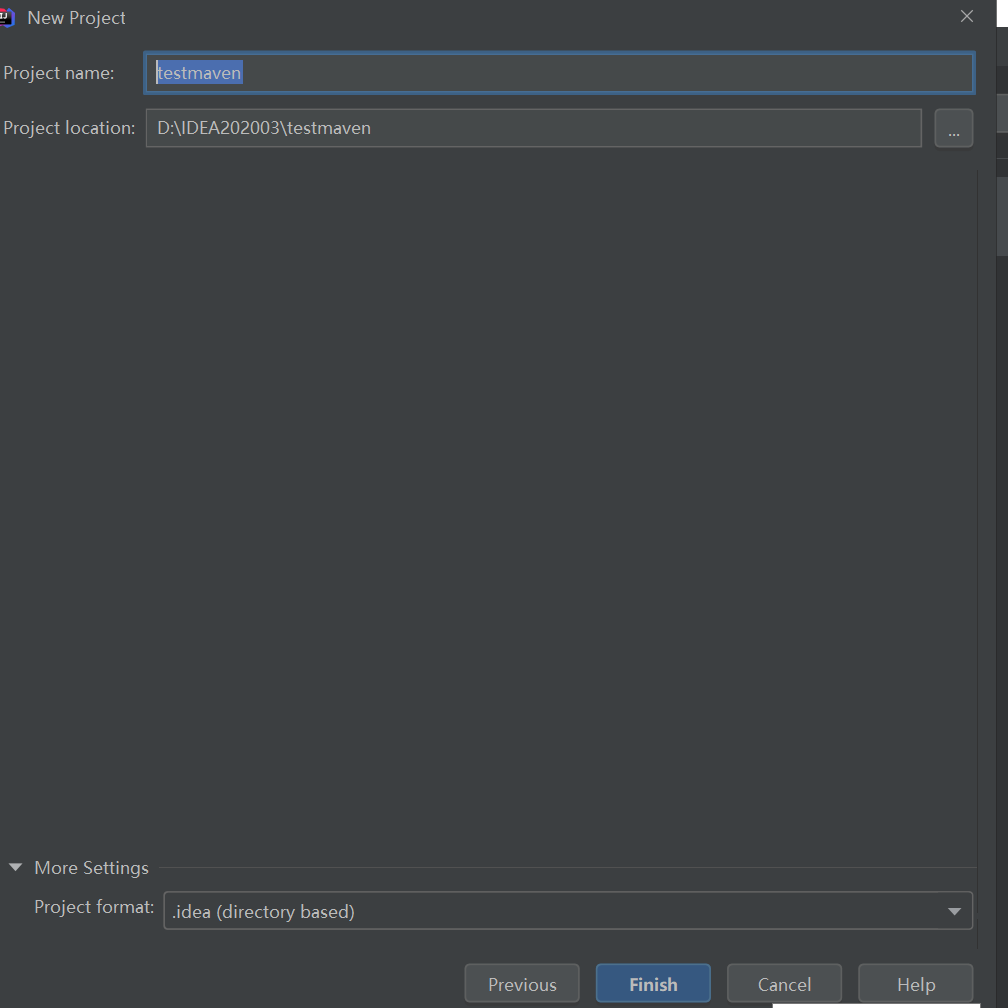 New Project
Project name: testmaven
Project location: D:\IDEA202003\testmaven ...
More Settings
Project format: .idea (directory based)
Previous Finish Cancel Help